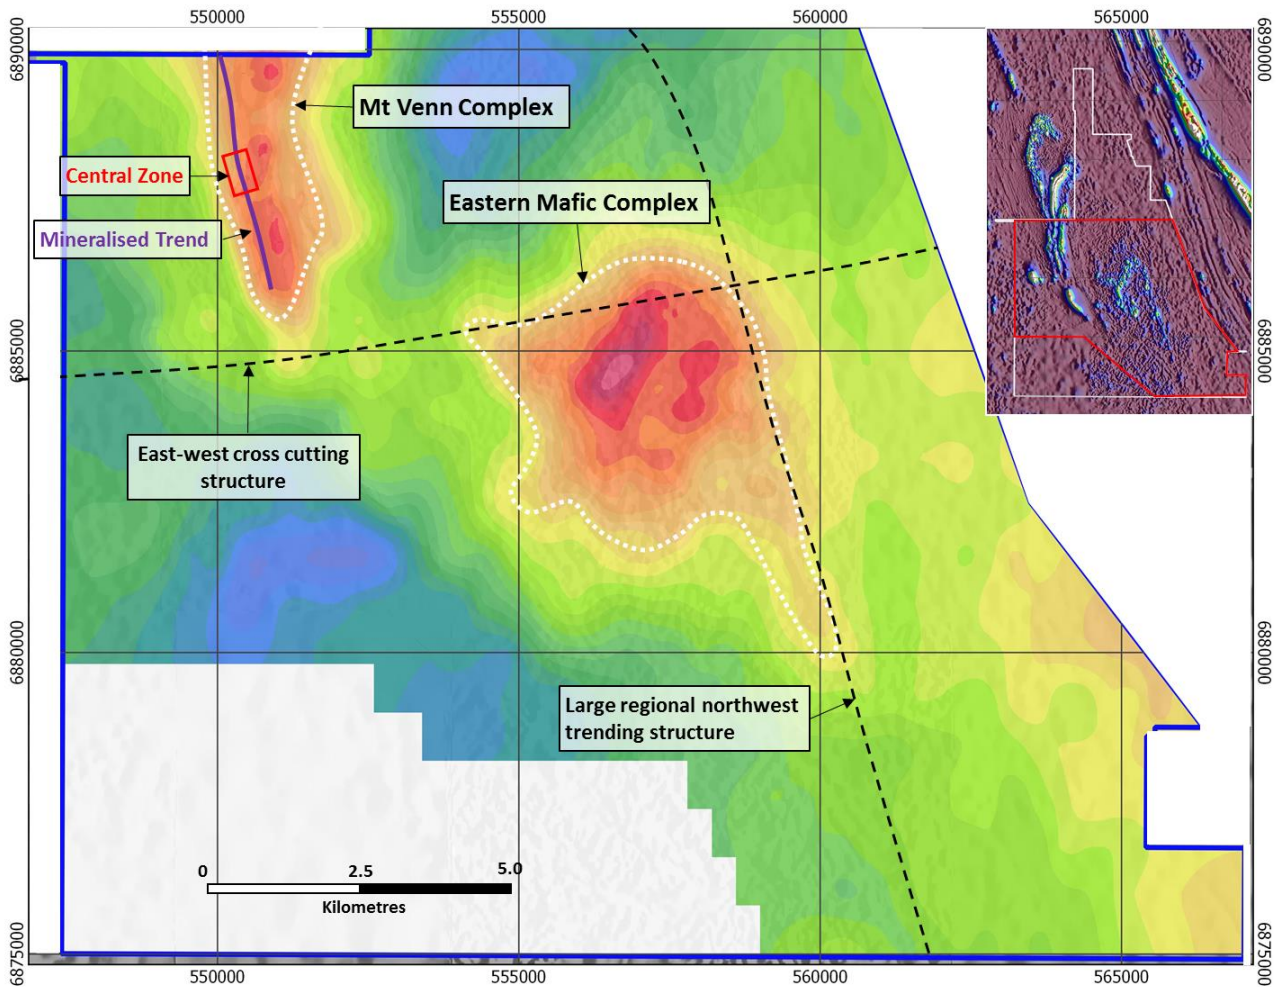 550000
555000
560000
565000
6890000
6890000
Mt Venn Complex
Central Zone
Eastern Mafic Complex
Mineralised Trend
6885000
6885000
East-west cross cutting
structure
6880000
6880000
Large regional northwest
trending structure
0
2.5
5.0
Kilometres
6875000
6875000
550000
555000
560000
565000